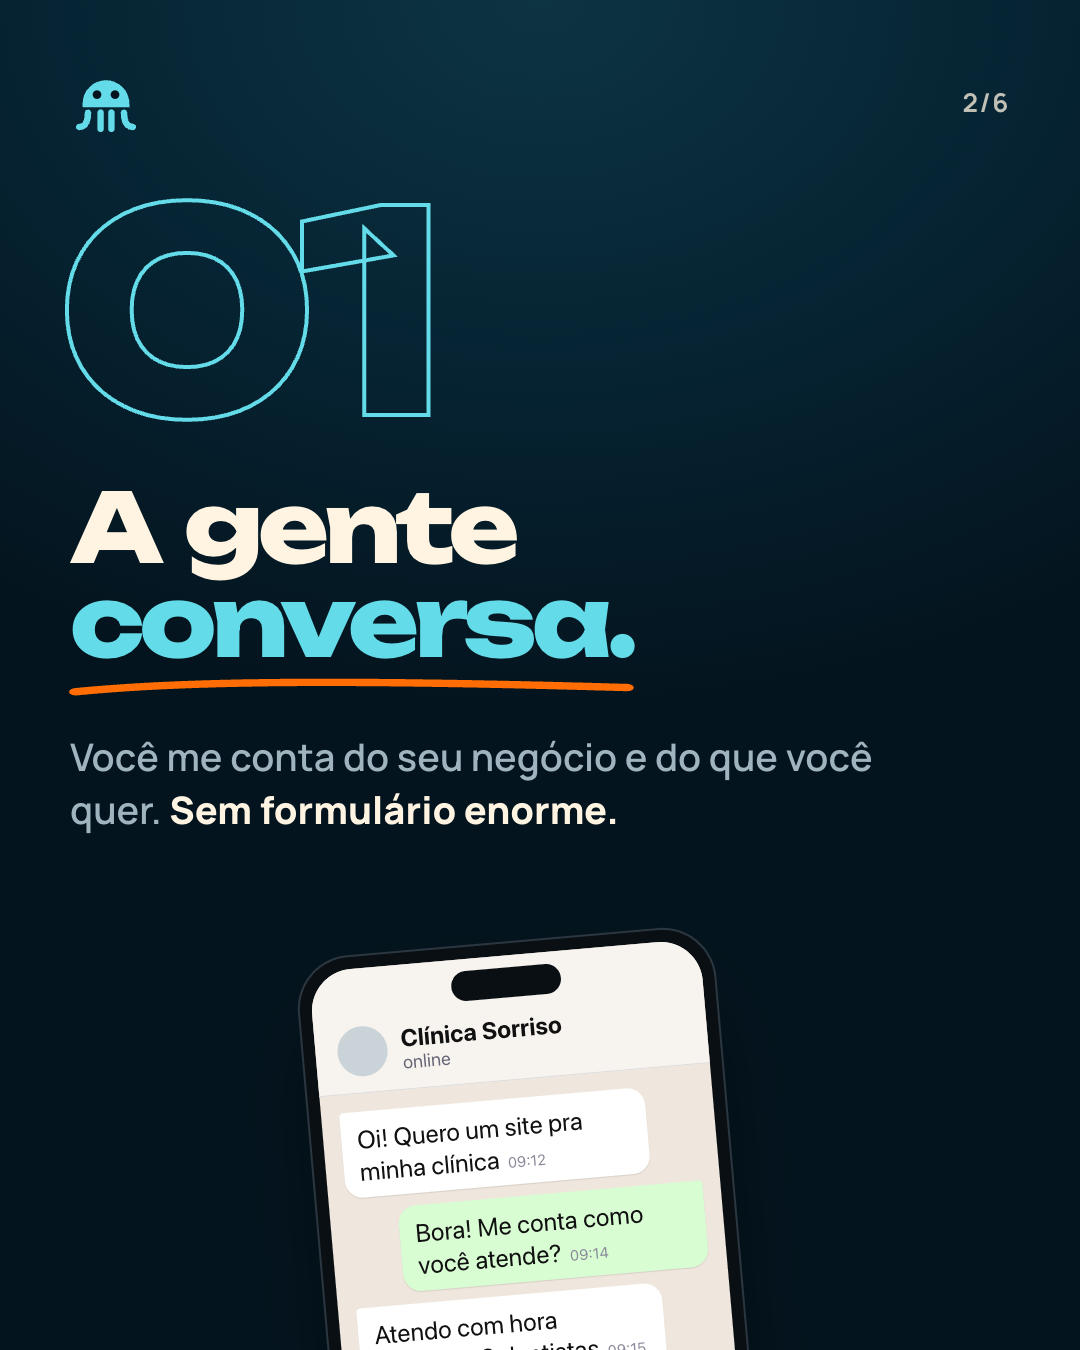 2/6
01
A gente
conversa.
Você me conta do seu negócio e do que você
quer. Sem formulário enorme.
Clínica Sorriso
online
Oi! Quero um site pra
minha clínica 09:12
Bora! Me conta como
você atende? 09:14
Atendo com hora
09:15